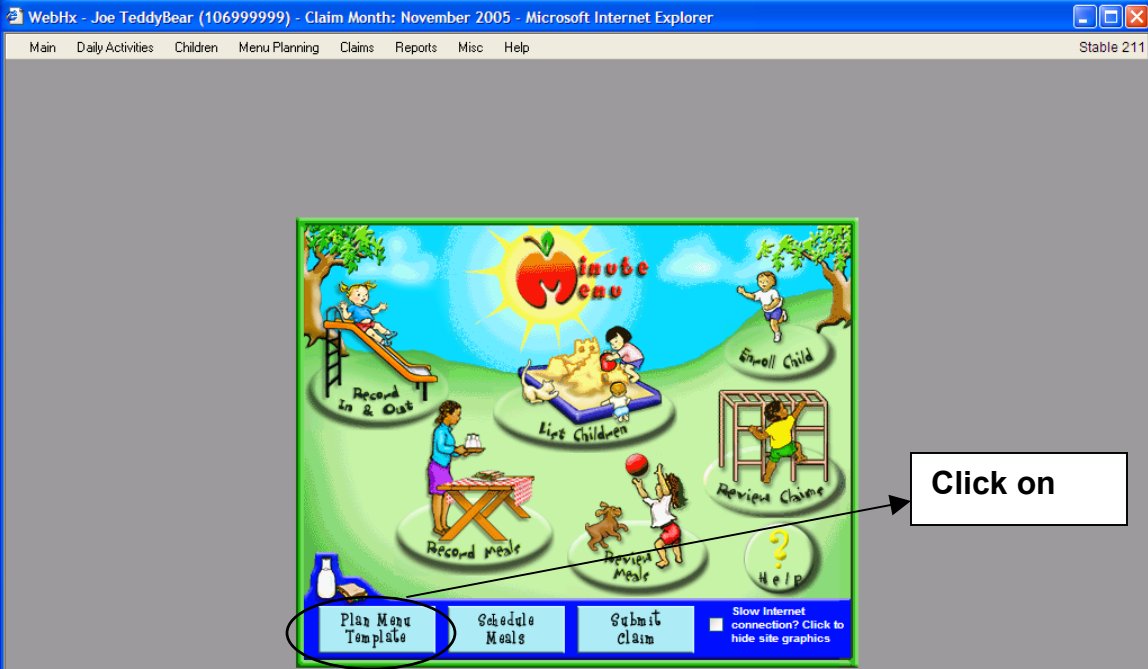 WebHx - Joe TeddyBear (106999999) - Claim Month: November 2005 - Microsoft Internet Explorer
Main Daily Activities Children Menu Planning Claims Reports Misc Help Stable 211
Minute
Menu
Enroll Child
Record
In & Out
List Children
Review Claims
Click on
Record Meals
Review
Meals
?
Help
Plan Menu
Template
Schedule
Meals
Submit
Claim
Slow Internet
connection? Click to
hide site graphics